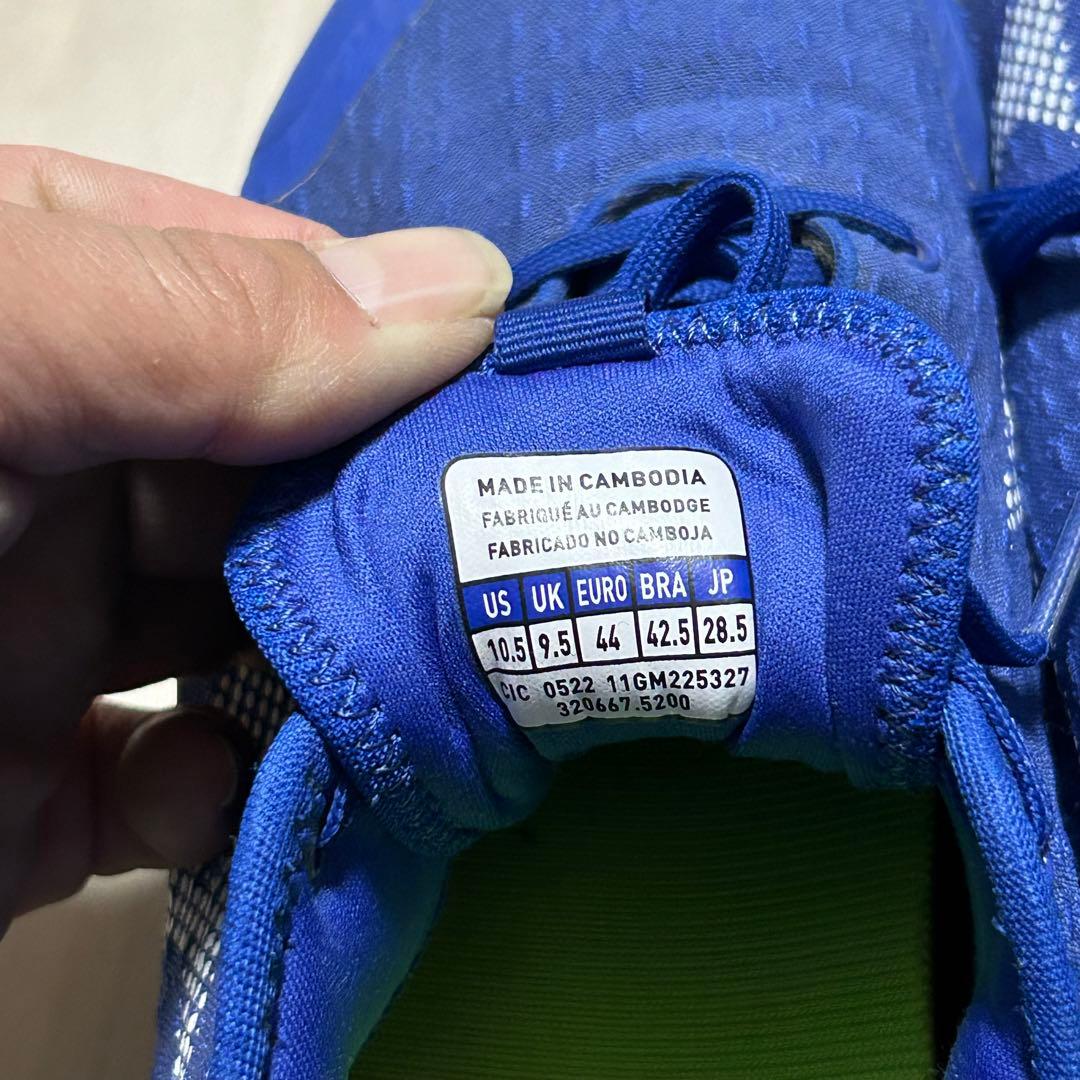 MADE IN CAMBODIA
FABRIQUÉ AU CAMBODGE
FABRICADO NO CAMBOJA
US UK EURO BRA JP
10.5 9.5 44 42.5 28.5
CIC 0522 11GM225327
320667.5200